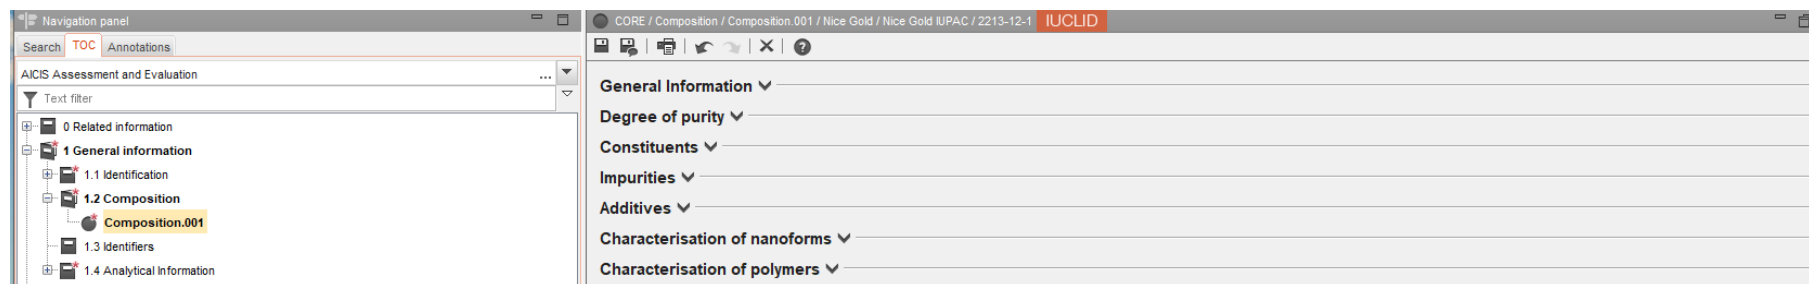 Navigation panel
Search TOC Annotations
AICIS Assessment and Evaluation ...
Text filter
0 Related information
1 General information
1.1 Identification
1.2 Composition
Composition.001
1.3 Identifiers
1.4 Analytical Information
CORE / Composition / Composition.001 / Nice Gold / Nice Gold IUPAC / 2213-12-1 IUCLID
General Information
Degree of purity
Constituents
Impurities
Additives
Characterisation of nanoforms
Characterisation of polymers